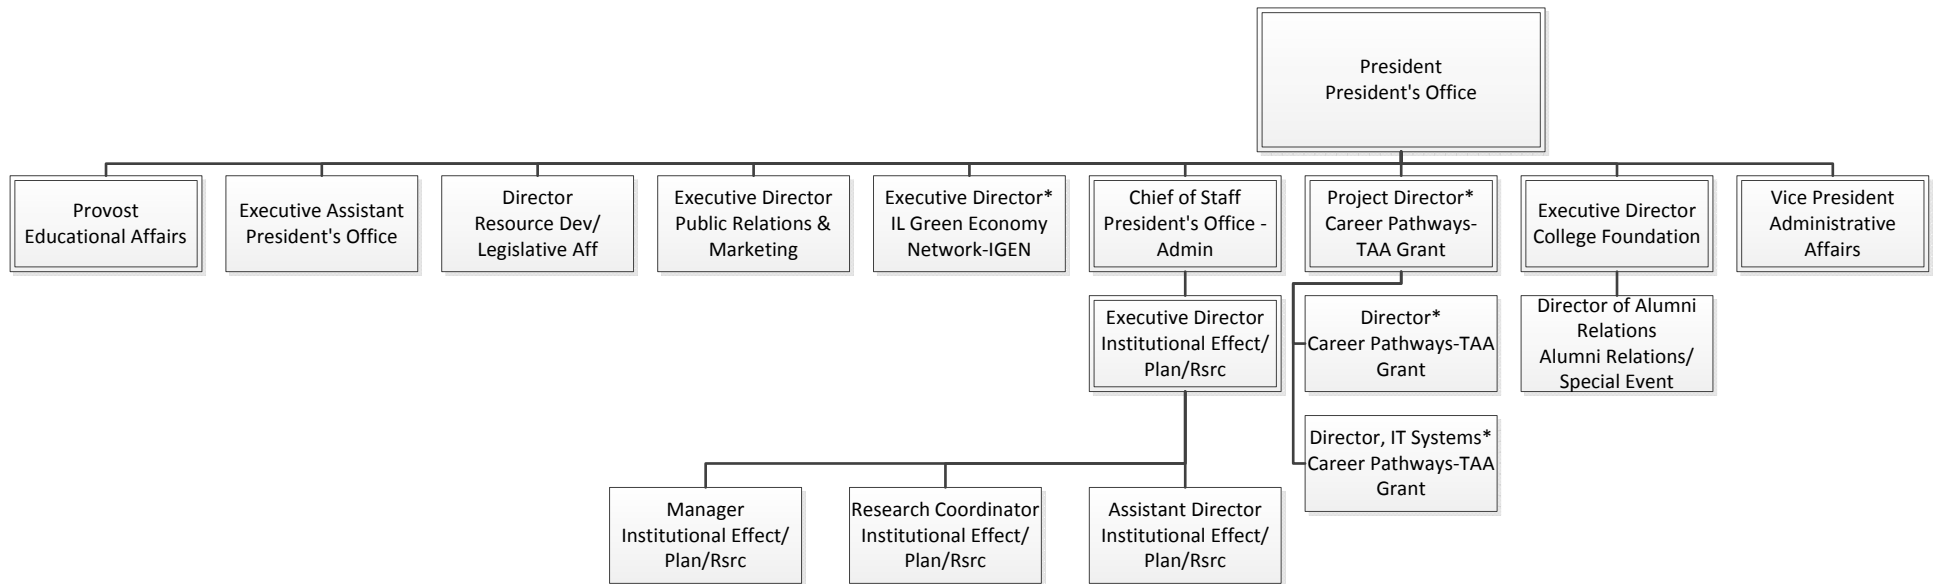 President
President's Office
Provost
Educational Affairs
Executive Assistant
President's Office
Director
Resource Dev/
Legislative Aff
Executive Director
Public Relations &
Marketing
Executive Director*
IL Green Economy
Network-IGEN
Chief of Staff
President's Office -
Admin
Project Director*
Career Pathways-
TAA Grant
Executive Director
College Foundation
Vice President
Administrative
Affairs
Executive Director
Institutional Effect/
Plan/Rsrc
Director*
Career Pathways-TAA
Grant
Director of Alumni
Relations
Alumni Relations/
Special Event
Director, IT Systems*
Career Pathways-TAA
Grant
Manager
Institutional Effect/
Plan/Rsrc
Research Coordinator
Institutional Effect/
Plan/Rsrc
Assistant Director
Institutional Effect/
Plan/Rsrc